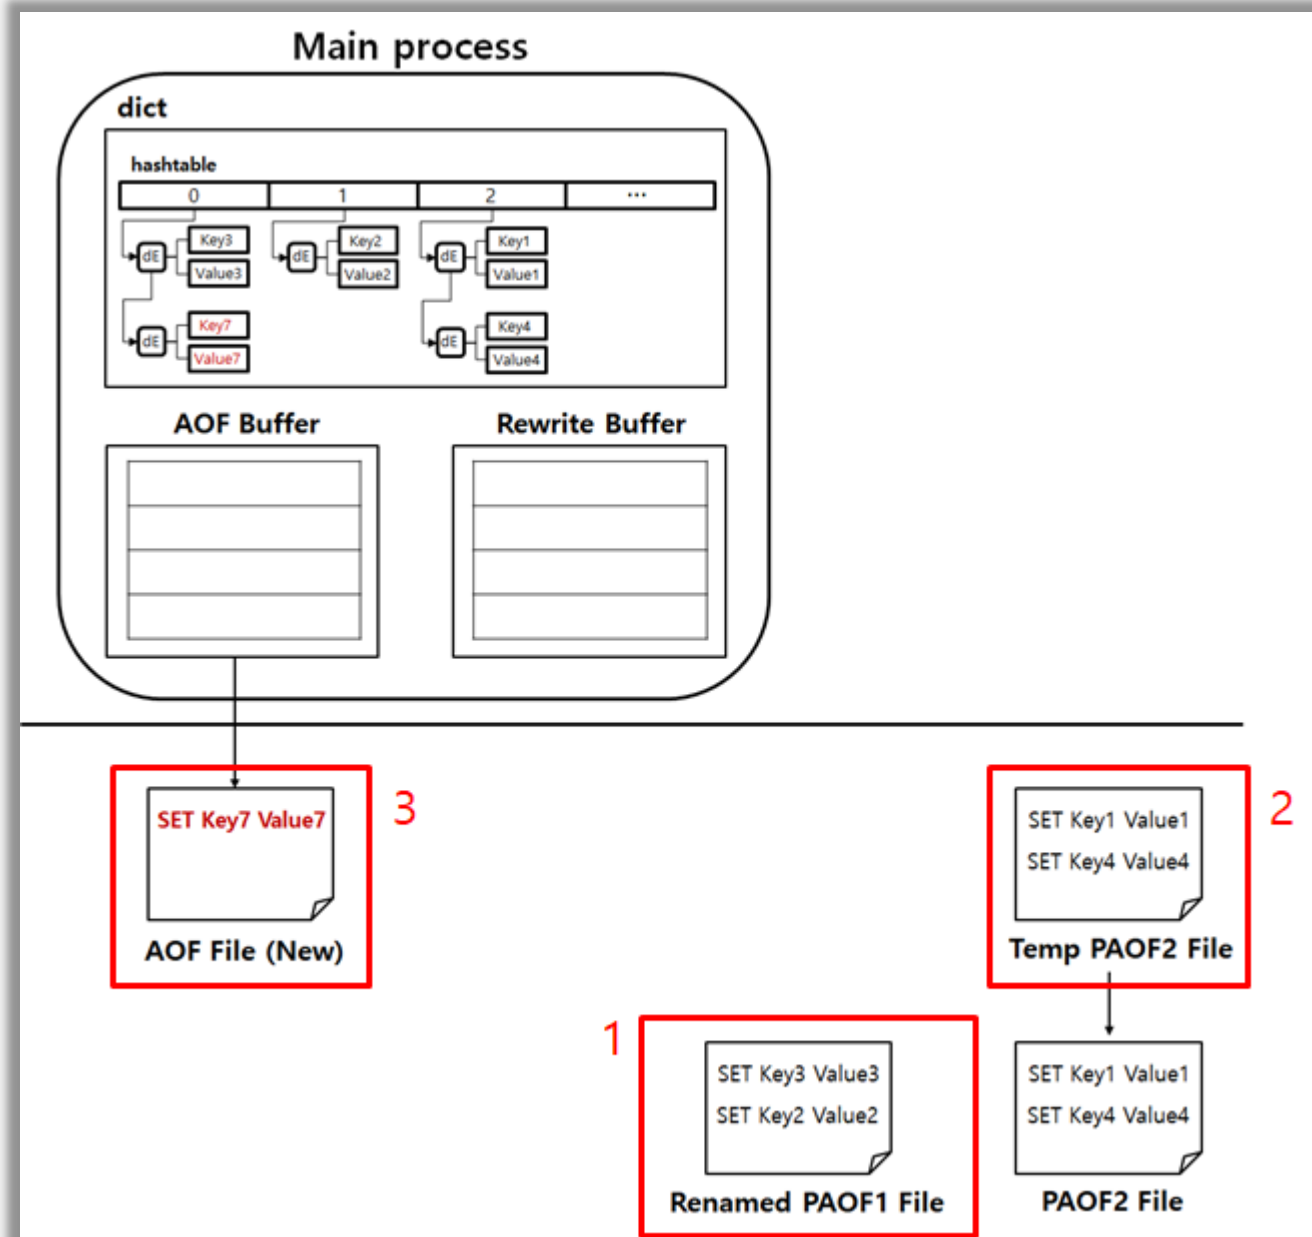 Main process
dict
hashtable
0 1 2 ...
dE Key3 Value3
dE Key2 Value2
dE Key1 Value1
dE Key7 Value7
dE Key4 Value4
AOF Buffer
Rewrite Buffer
SET Key7 Value7
AOF File (New)
3
SET Key1 Value1
SET Key4 Value4
Temp PAOF2 File
2
1
SET Key3 Value3
SET Key2 Value2
Renamed PAOF1 File
SET Key1 Value1
SET Key4 Value4
PAOF2 File